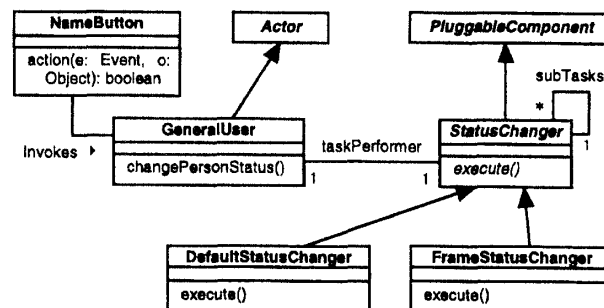 NameButton
action(e: Event, o:
Object): boolean
Actor
PluggableComponent
subTasks
*
1
Invokes
GeneralUser
changePersonStatus()
taskPerformer
1
1
StatusChanger
execute()
DefaultStatusChanger
execute()
FrameStatusChanger
execute()